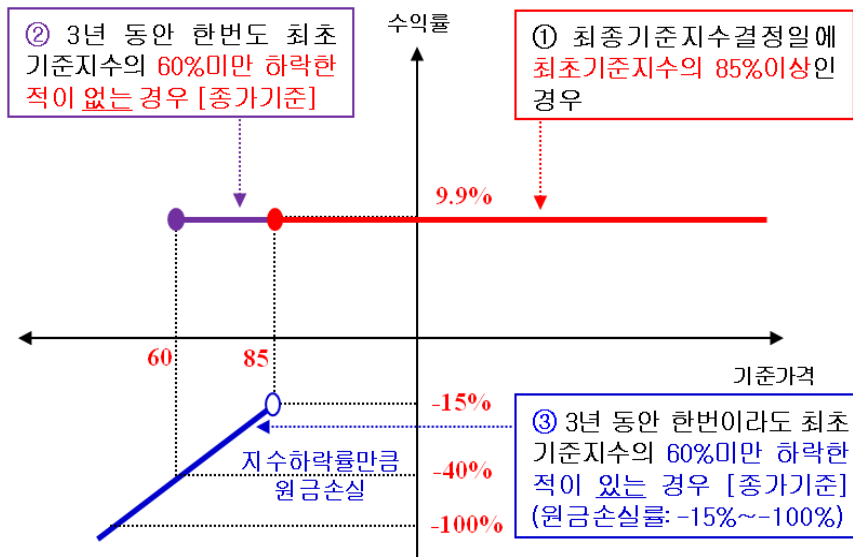 ② 3년 동안 한번도 최초
기준지수의 60%미만 하락한
적이 없는 경우 [종가기준]
수익률
① 최종기준지수결정일에
최초기준지수의 85%이상인
경우
9.9%
60
85
기준가격
-15%
-40%
-100%
지수하락률만큼
원금손실
③ 3년 동안 한번이라도 최초
기준지수의 60%미만 하락한
적이 있는 경우 [종가기준]
(원금손실률: -15%~-100%)